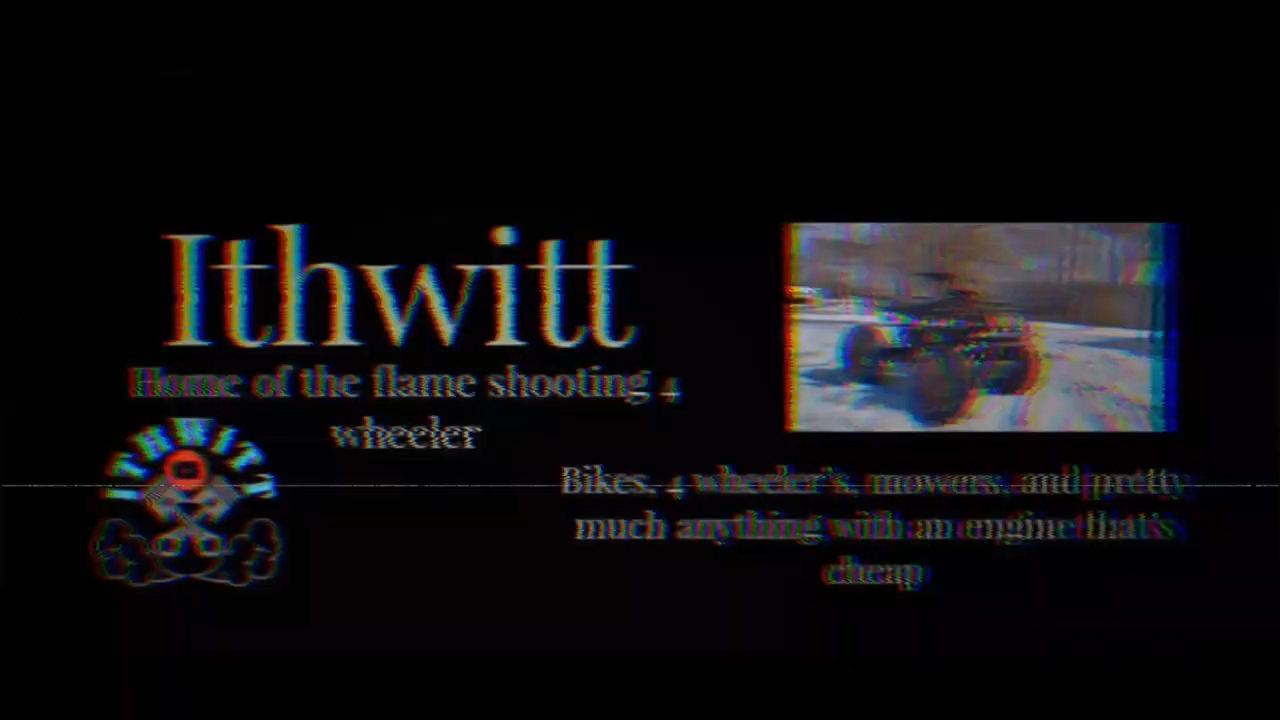 Ithwitt
Home of the flame shooting 4
wheeler
ITHWITT
Bikes, 4 wheeler's, mowers, and pretty
much anything with an engine that's
cheap